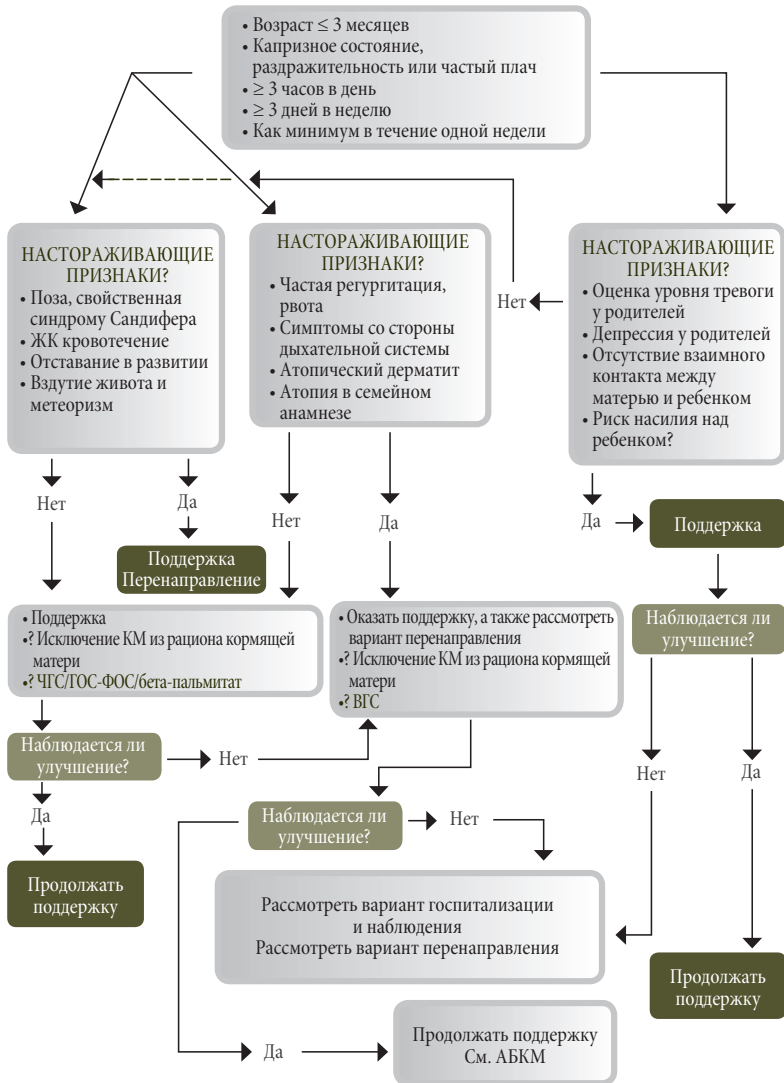 • Возраст ≤ 3 месяцев
• Капризное состояние,
раздражительность или частый плач
• ≥ 3 часов в день
• ≥ 3 дней в неделю
• Как минимум в течение одной недели
НАСТОРАЖИВАЮЩИЕ
ПРИЗНАКИ?
• Поза, свойственная
синдрому Сандифера
• ЖК кровотечение
• Отставание в развитии
• Вздутие живота и
метеоризм
НАСТОРАЖИВАЮЩИЕ
ПРИЗНАКИ?
• Частая регургитация,
рвота
• Симптомы со стороны
дыхательной системы
• Атопический дерматит
• Атопия в семейном
анамнезе
Нет
НАСТОРАЖИВАЮЩИЕ
ПРИЗНАКИ?
• Оценка уровня тревоги
у родителей
• Депрессия у родителей
• Отсутствие взаимного
контакта между
матерью и ребенком
• Риск насилия над
ребенком?
Нет
Да
Нет
Да
Да
Поддержка
Поддержка
Перенаправление
• Поддержка
•? Исключение КМ из рациона кормящей
матери
•? ЧГС/ГОС-ФОС/бета-пальмитат
• Оказать поддержку, а также рассмотреть
вариант перенаправления
•? Исключение КМ из рациона кормящей
матери
•? ВГС
Наблюдается ли
улучшение?
Наблюдается ли
улучшение?
Нет
Нет
Да
Да
Наблюдается ли
улучшение?
Нет
Продолжать
поддержку
Рассмотреть вариант госпитализации
и наблюдения
Рассмотреть вариант перенаправления
Продолжать
поддержку
Да
Продолжать поддержку
См. АБКМ